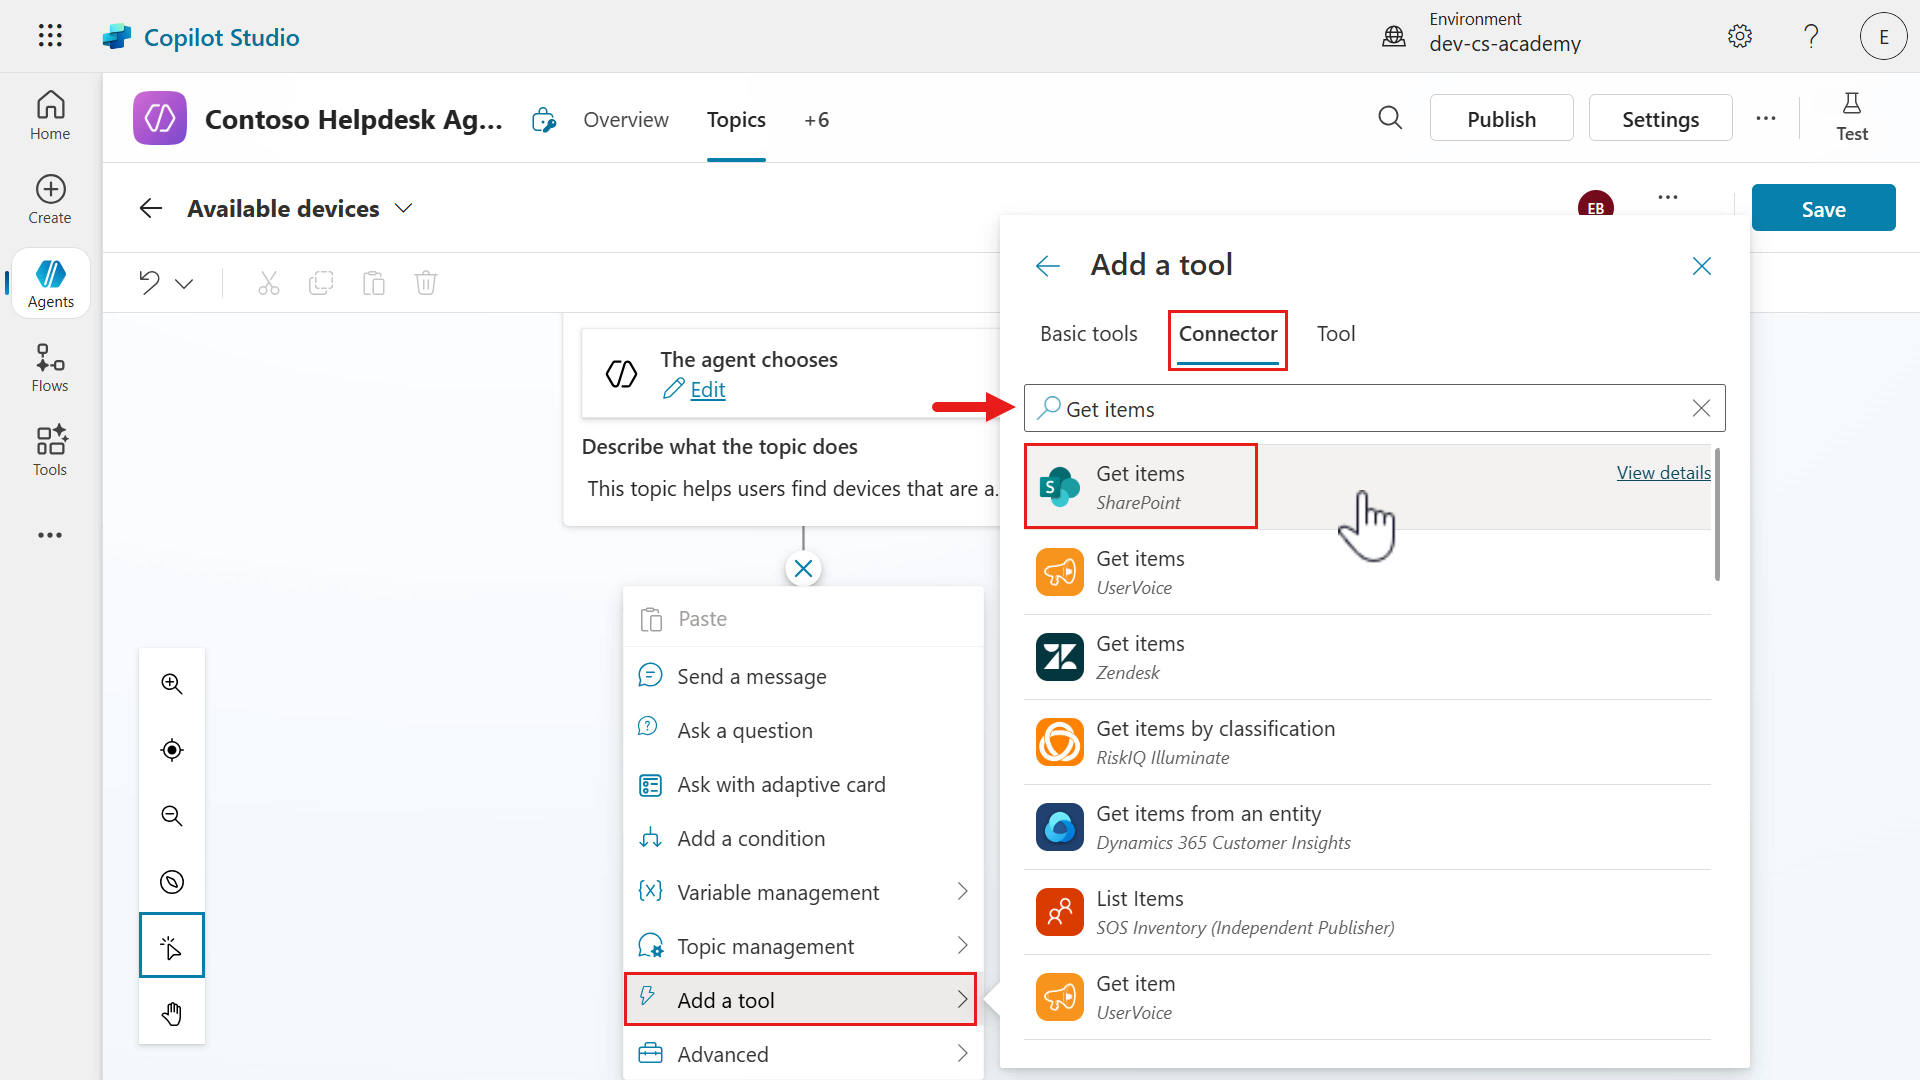 Copilot Studio
Environment
dev-cs-academy
E
Home
Create
Agents
Flows
Tools
Contoso Helpdesk Ag...
Overview
Topics
+6
Publish
Settings
Test
Available devices
EB
Save
The agent chooses
Edit
Describe what the topic does
This topic helps users find devices that are a.
Paste
Send a message
Ask a question
Ask with adaptive card
Add a condition
Variable management
Topic management
Add a tool
Advanced
Add a tool
Basic tools
Connector
Tool
Get items
Get items
SharePoint
View details
Get items
UserVoice
Get items
Zendesk
Get items by classification
RiskIQ Illuminate
Get items from an entity
Dynamics 365 Customer Insights
List Items
SOS Inventory (Independent Publisher)
Get item
UserVoice